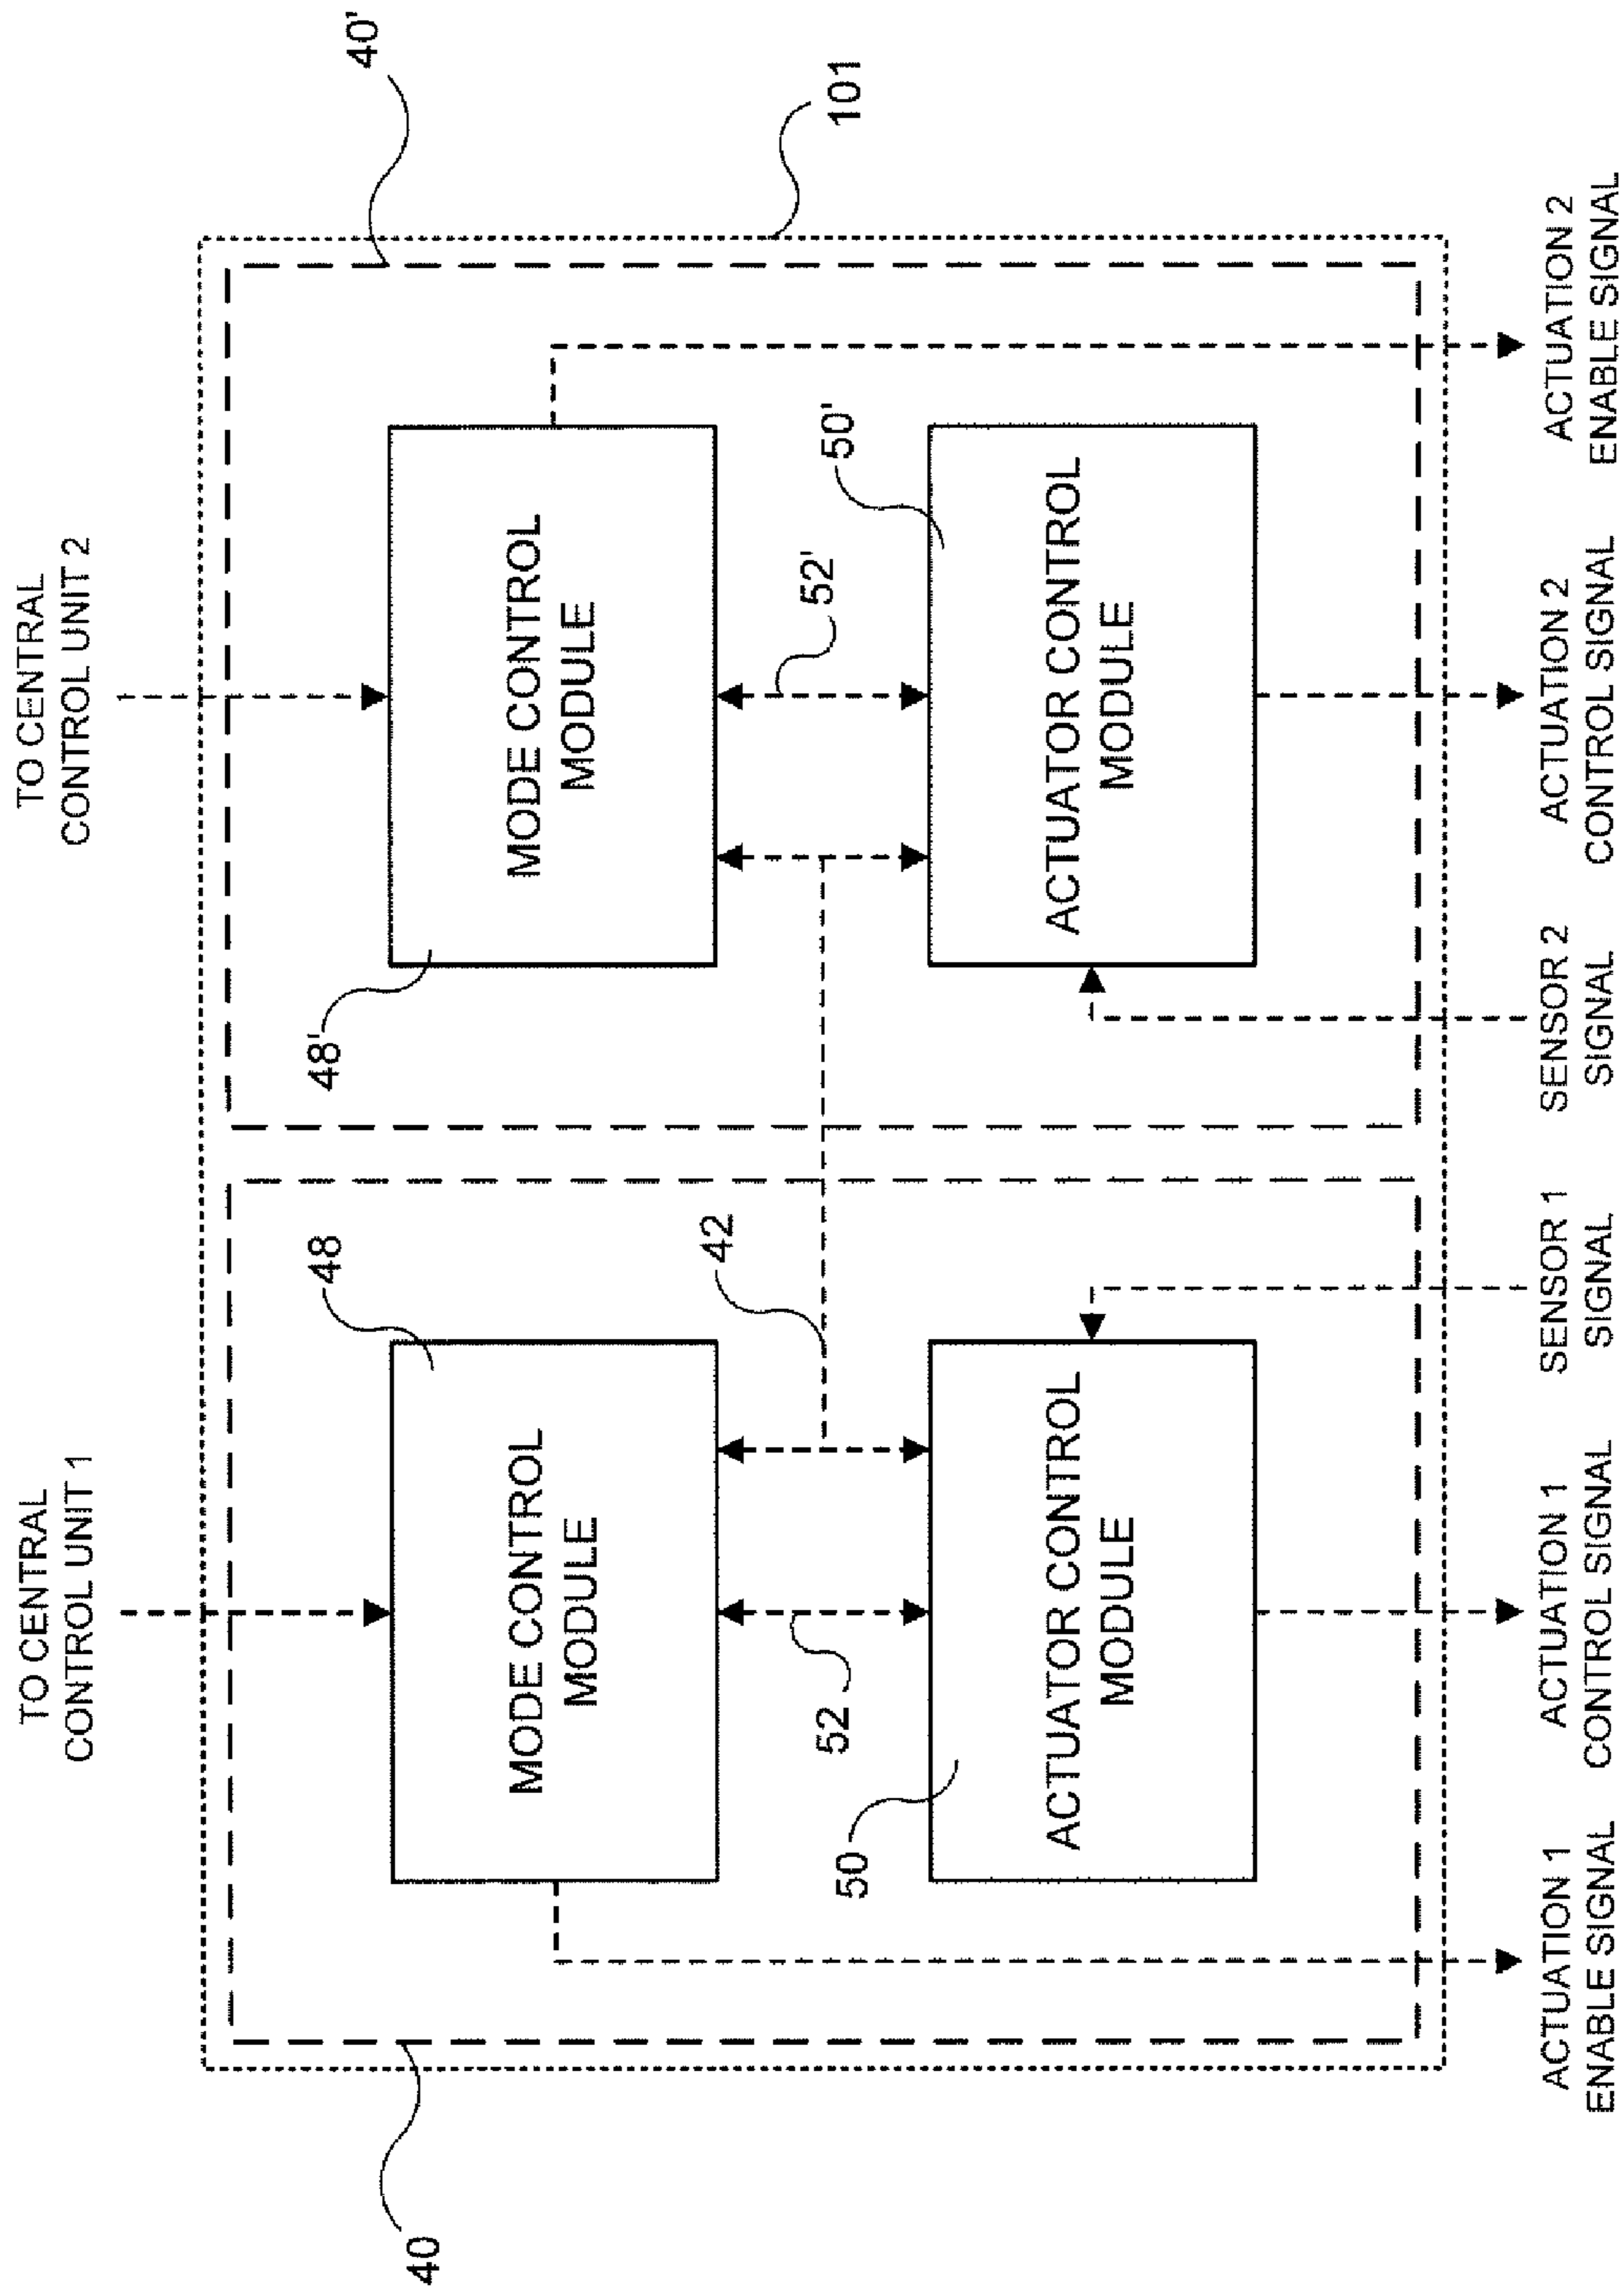 TO CENTRAL
CONTROL UNIT 1
TO CENTRAL
CONTROL UNIT 2
40'
101
48
MODE CONTROL
MODULE
48'
MODE CONTROL
MODULE
42
52
52'
50
ACTUATOR CONTROL
MODULE
50'
ACTUATOR CONTROL
MODULE
40
ACTUATION 1
ENABLE SIGNAL
ACTUATION 1
CONTROL SIGNAL
SENSOR 1
SIGNAL
SENSOR 2
SIGNAL
ACTUATION 2
CONTROL SIGNAL
ACTUATION 2
ENABLE SIGNAL